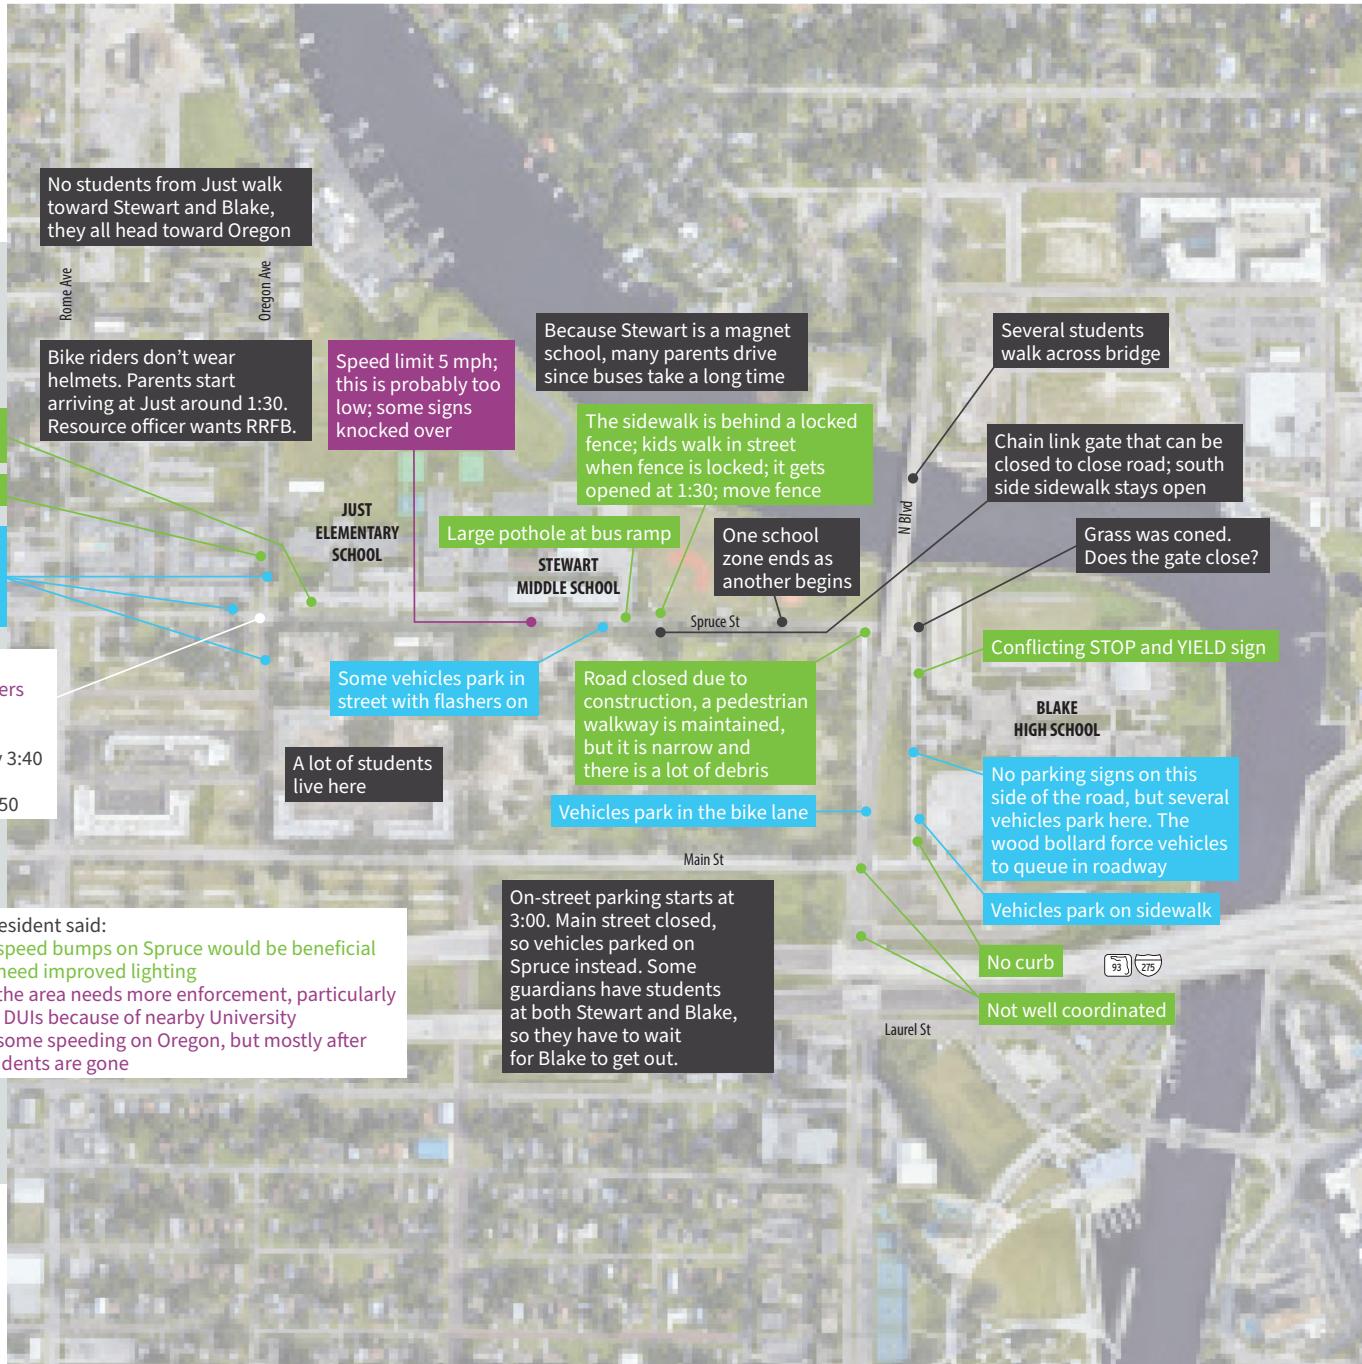 No students from Just walk
toward Stewart and Blake,
they all head toward Oregon
Rome Ave
Oregon Ave
Bike riders don’t wear
helmets. Parents start
arriving at Just around 1:30.
Resource officer wants RRFB.
Speed limit 5 mph;
this is probably too
low; some signs
knocked over
Because Stewart is a magnet
school, many parents drive
since buses take a long time
Several students
walk across bridge
The sidewalk is behind a locked
fence; kids walk in street
when fence is locked; it gets
opened at 1:30; move fence
Chain link gate that can be
closed to close road; south
side sidewalk stays open
N Blvd
JUST
ELEMENTARY
SCHOOL
Large pothole at bus ramp
One school
zone ends as
another begins
Grass was coned.
Does the gate close?
STEWART
MIDDLE SCHOOL
Spruce St
Conflicting STOP and YIELD sign
ers
3:40
50
Some vehicles park in
street with flashers on
Road closed due to
construction, a pedestrian
walkway is maintained,
but it is narrow and
there is a lot of debris
BLAKE
HIGH SCHOOL
A lot of students
live here
Vehicles park in the bike lane
No parking signs on this
side of the road, but several
vehicles park here. The
wood bollard force vehicles
to queue in roadway
Main St
Vehicles park on sidewalk
On-street parking starts at
3:00. Main street closed,
so vehicles parked on
Spruce instead. Some
guardians have students
at both Stewart and Blake,
so they have to wait
for Blake to get out.
esident said:
speed bumps on Spruce would be beneficial
need improved lighting
the area needs more enforcement, particularly
DUIs because of nearby University
some speeding on Oregon, but mostly after
dents are gone
No curb
93
275
Not well coordinated
Laurel St